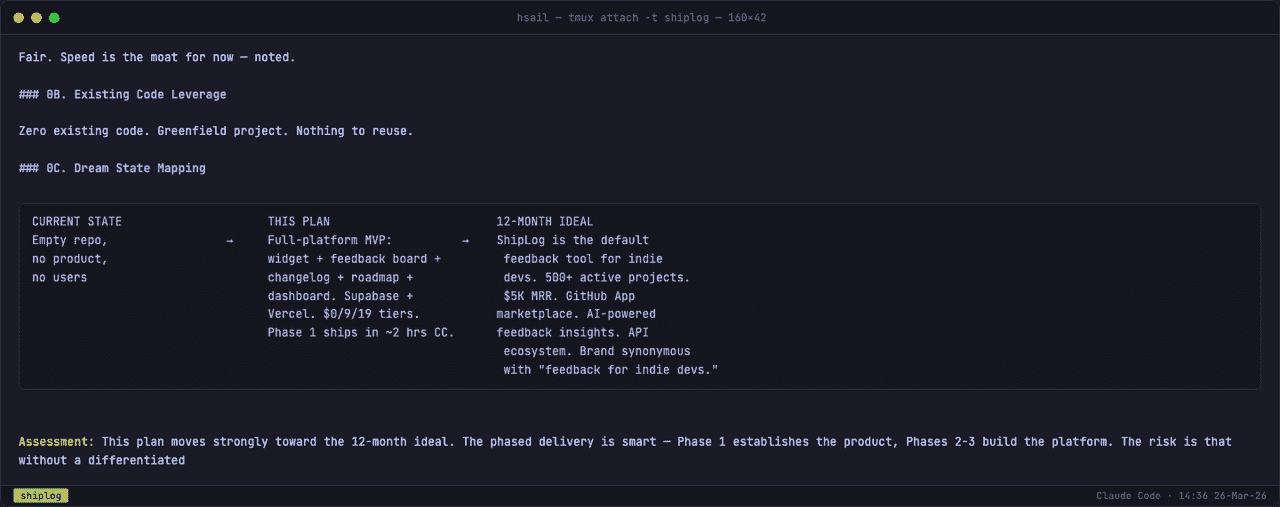 hsail — tmux attach -t shiplog — 160×42
Fair. Speed is the moat for now — noted.
### 0B. Existing Code Leverage
Zero existing code. Greenfield project. Nothing to reuse.
### 0C. Dream State Mapping
CURRENT STATE THIS PLAN 12-MONTH IDEAL
Empty repo, → Full-platform MVP: → ShipLog is the default
no product, widget + feedback board + feedback tool for indie
no users changelog + roadmap + devs. 500+ active projects.
dashboard. Supabase + $5K MRR. GitHub App
Vercel. $0/9/19 tiers. marketplace. AI-powered
Phase 1 ships in ~2 hrs CC. feedback insights. API
ecosystem. Brand synonymous
with "feedback for indie devs."
Assessment: This plan moves strongly toward the 12-month ideal. The phased delivery is smart — Phase 1 establishes the product, Phases 2-3 build the platform. The risk is that
without a differentiated
shiplog Claude Code · 14:36 26-Mar-26